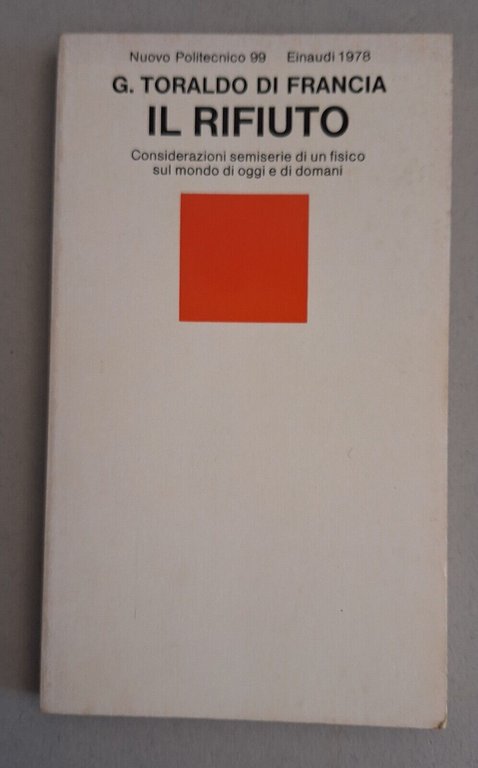 Nuovo Politecnico 99 Einaudi 1978
G. TORALDO DI FRANCIA
IL RIFIUTO
Considerazioni semiserie di un fisico
sul mondo di oggi e di domani